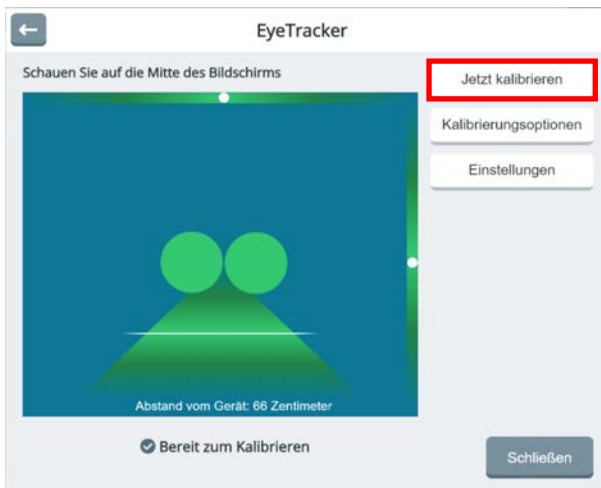 EyeTracker
Schauen Sie auf die Mitte des Bildschirms
Jetzt kalibrieren
Kalibrierungsoptionen
Einstellungen
Abstand vom Gerät: 66 Zentimeter
Bereit zum Kalibrieren
Schließen